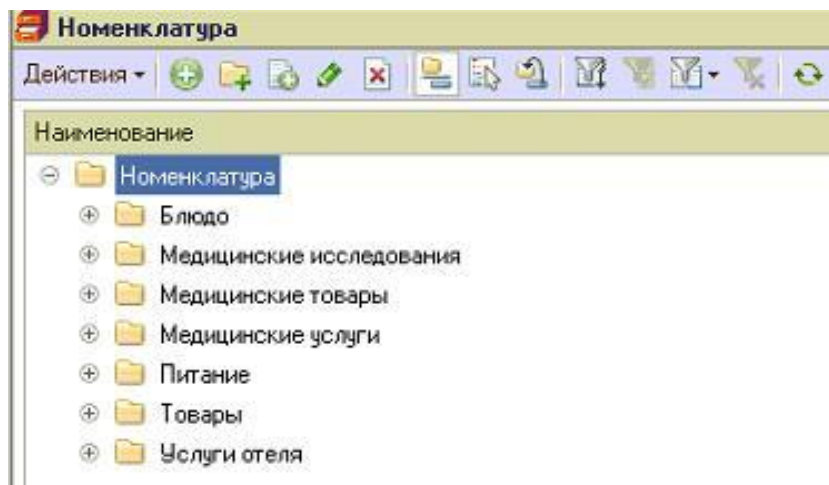 Номенклатура
Действия
Наименование
Номенклатура
Блюдо
Медицинские исследования
Медицинские товары
Медицинские услуги
Питание
Товары
Услуги отеля